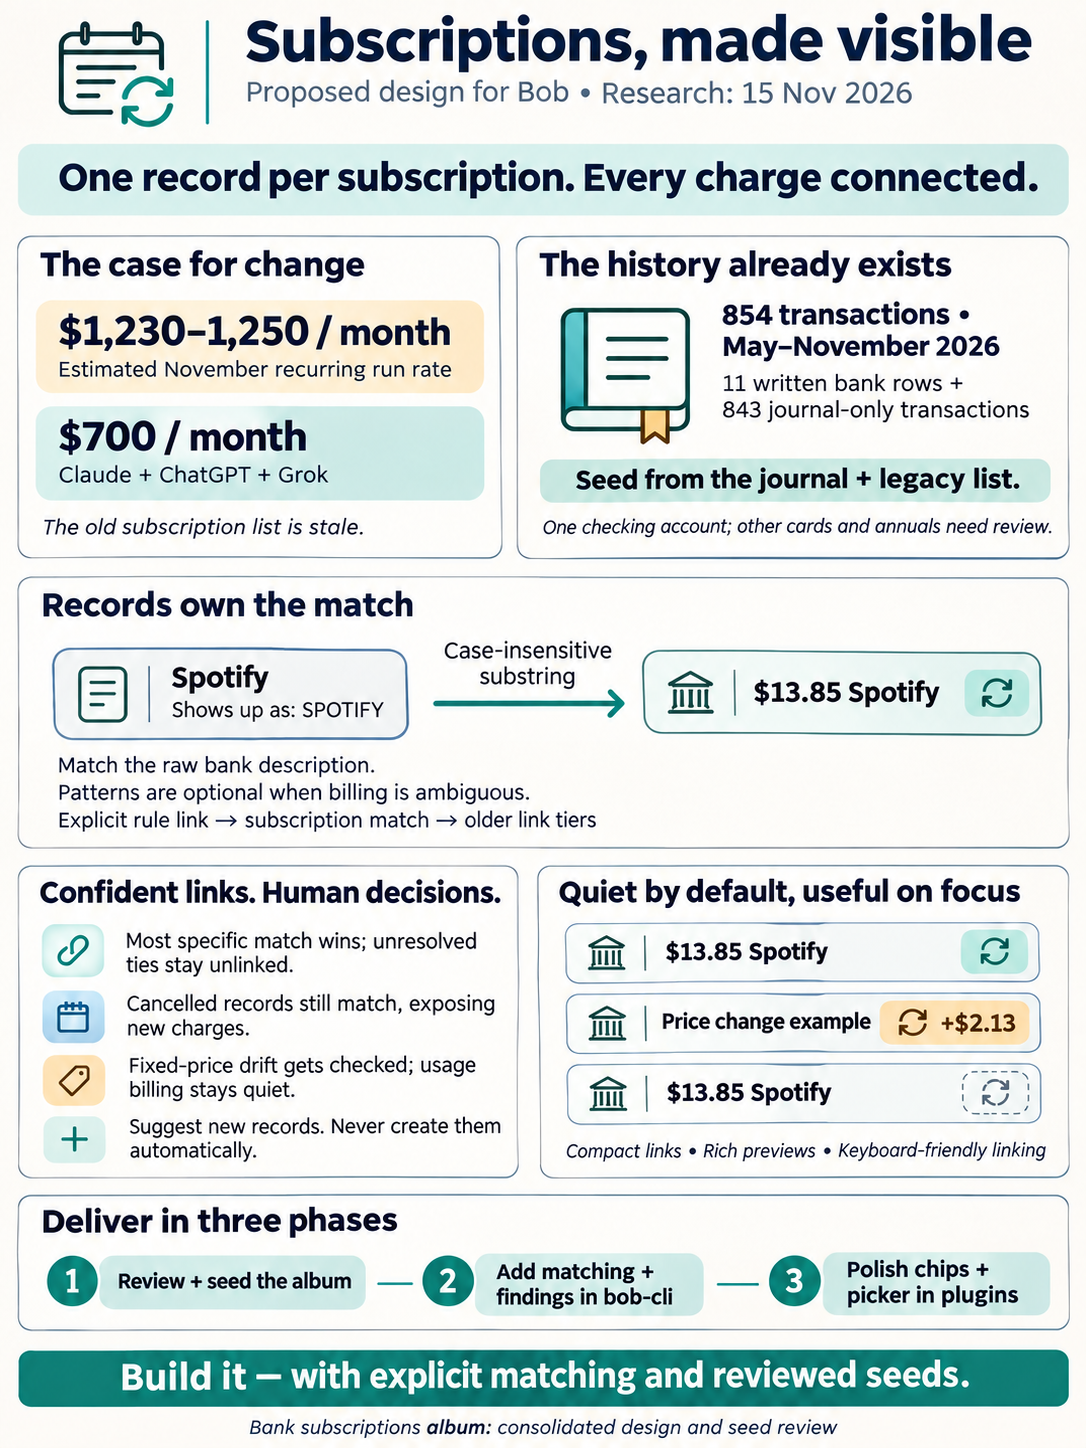 Subscriptions, made visible
Proposed design for Bob • Research: 15 Nov 2026
One record per subscription. Every charge connected.
The case for change
$1,230–1,250 / month
Estimated November recurring run rate
$700 / month
Claude + ChatGPT + Grok
The old subscription list is stale.
The history already exists
854 transactions •
May–November 2026
11 written bank rows +
843 journal-only transactions
Seed from the journal + legacy list.
One checking account; other cards and annuals need review.
Records own the match
Spotify
Shows up as: SPOTIFY
Case-insensitive
substring
$13.85 Spotify
Match the raw bank description.
Patterns are optional when billing is ambiguous.
Explicit rule link → subscription match → older link tiers
Confident links. Human decisions.
Most specific match wins; unresolved
ties stay unlinked.
Cancelled records still match, exposing
new charges.
Fixed-price drift gets checked; usage
billing stays quiet.
Suggest new records. Never create them
automatically.
Quiet by default, useful on focus
$13.85 Spotify
Price change example +$2.13
$13.85 Spotify
Compact links • Rich previews • Keyboard-friendly linking
Deliver in three phases
1 Review + seed the album
2 Add matching +
findings in bob-cli
3 Polish chips +
picker in plugins
Build it — with explicit matching and reviewed seeds.
Bank subscriptions album: consolidated design and seed review